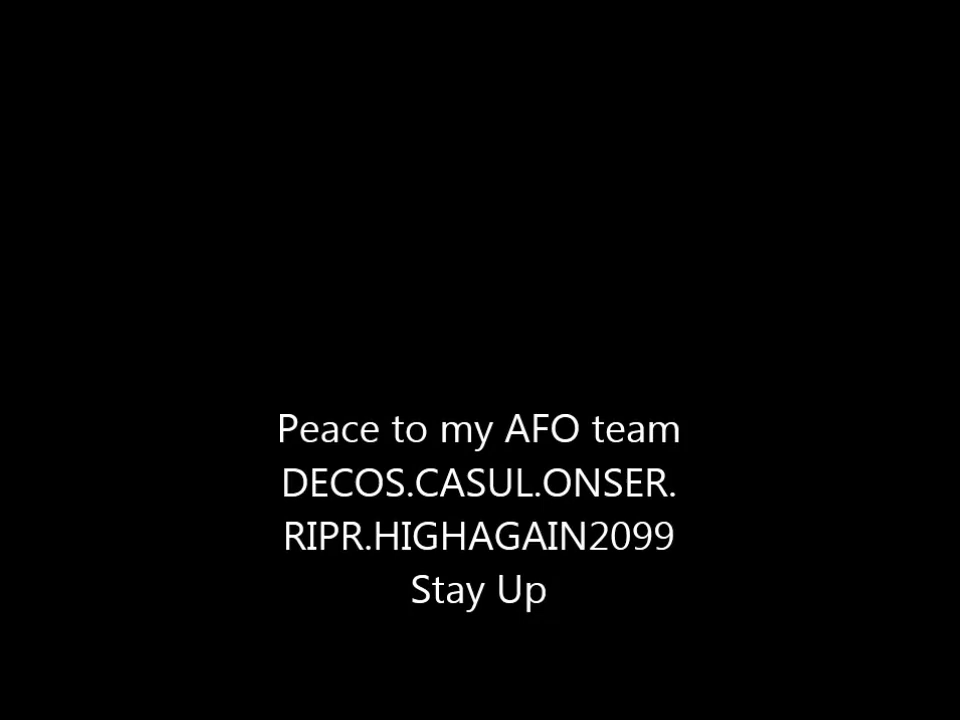 Peace to my AFO team
DECOS.CASUL.ONSER.
RIPR.HIGHAGAIN2099
Stay Up